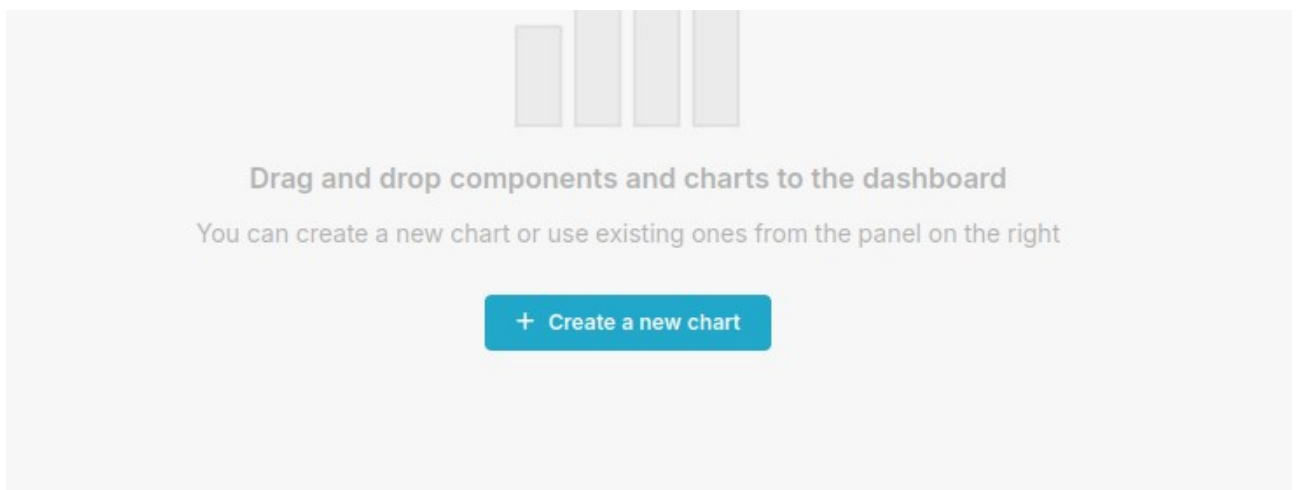 Drag and drop components and charts to the dashboard
You can create a new chart or use existing ones from the panel on the right
+ Create a new chart